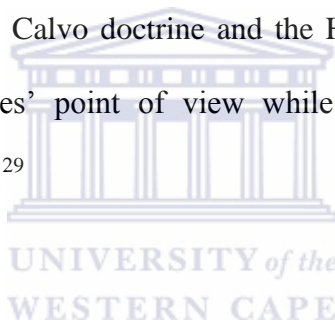 Calvo doctrine and the
es’ point of view while
29
UNIVERSITY of the
WESTERN CAPE